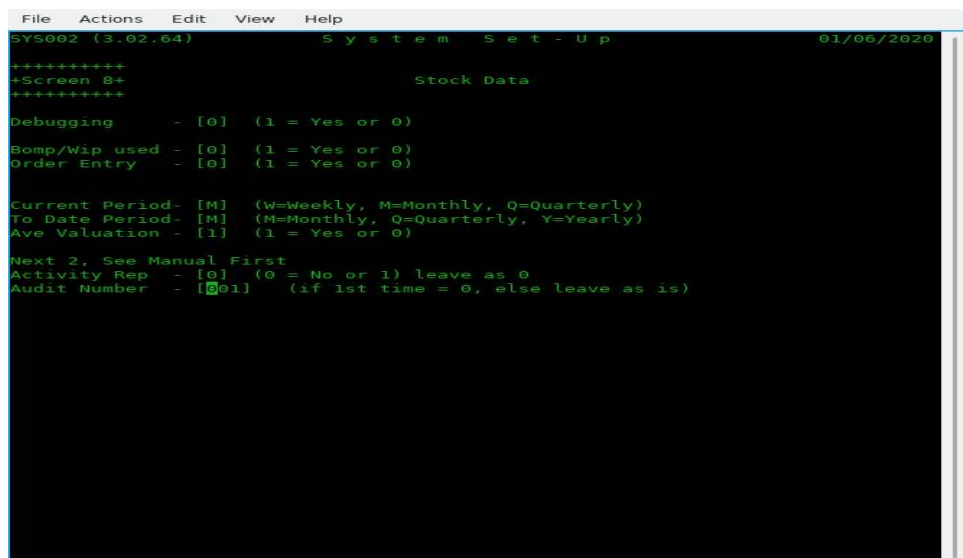 File Actions Edit View Help
SYS002 (3.02.64) S y s t e m S e t - U p 01/06/2020
++++++++++
+Screen 8+ Stock Data
++++++++++
Debugging - [0] (1 = Yes or 0)
Bomp/Wip used - [0] (1 = Yes or 0)
Order Entry - [0] (1 = Yes or 0)
Current Period- [M] (W=Weekly, M=Monthly, Q=Quarterly)
To Date Period- [M] (M=Monthly, Q=Quarterly, Y=Yearly)
Ave Valuation - [1] (1 = Yes or 0)
Next 2, See Manual First
Activity Rep - [0] (0 = No or 1) leave as 0
Audit Number - [001] (if 1st time = 0, else leave as is)